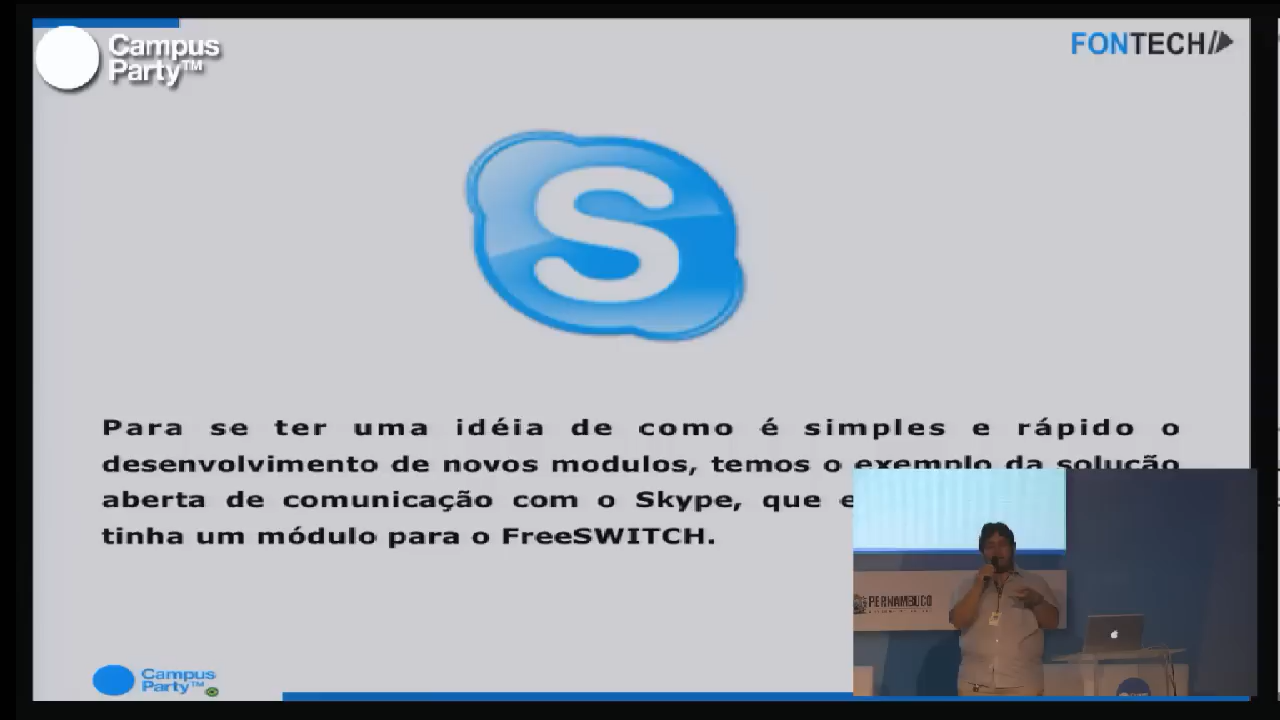 Campus
Party™
FONTECH
S
Para se ter uma idéia de como é simples e rápido o
desenvolvimento de novos modulos, temos o exemplo da solução
aberta de comunicação com o Skype, que e
tinha um módulo para o FreeSWITCH.
PERNAMBUCO
Campus
Party™